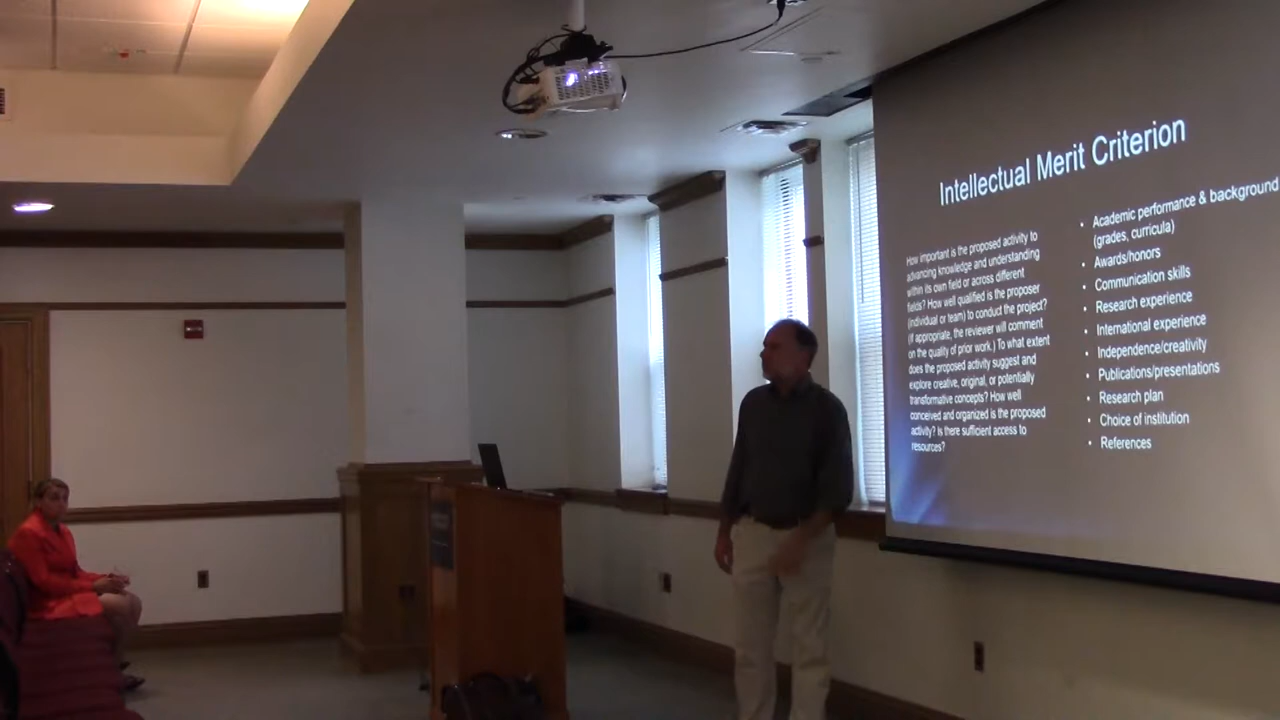 Intellectual Merit Criterion
How important is the proposed activity to
advancing knowledge and understanding
within its own field or across different
fields? How well qualified is the proposer
(individual or team) to conduct the project?
(if appropriate, the reviewer will comment
on the quality of prior work.) To what extent
does the proposed activity suggest and
explore creative, original, or potentially
transformative concepts? How well
conceived and organized is the proposed
activity? Is there sufficient access to
resources?
• Academic performance & background
(grades, curricula)
• Awards/honors
• Communication skills
• Research experience
• International experience
• Independence/creativity
• Publications/presentations
• Research plan
• Choice of institution
• References